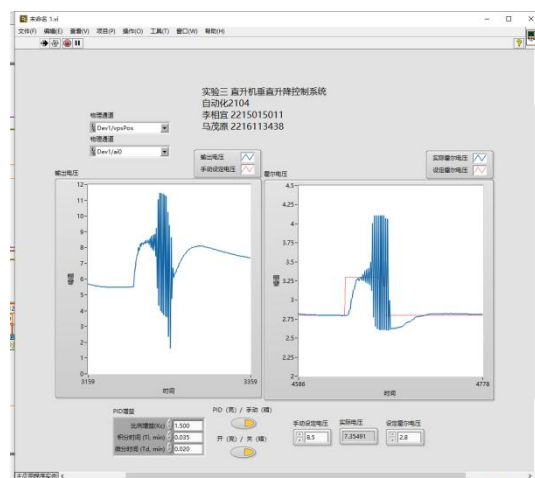 未命名 1.vi
文件(F) 编辑(E) 查看(V) 项目(P) 操作(O) 工具(T) 窗口(W) 帮助(H)
实验三 直升机垂直升降控制系统
自动化2104
李相宜 2215015011
马茂原 2216113438
物理通道
Dev1/vpsPos
物理通道
Dev1/ai0
输出电压
手动设定电压
实际霍尔电压
设定霍尔电压
输出电压
霍尔电压
12
11
10
9
8
7
6
5
4
3
2
1
0
幅值
3159
3359
时间
4.5
4.25
4
3.75
3.5
3.25
3
2.75
2.5
2.25
2
幅值
4586
4778
时间
PID增益
比例增益(Kc) 1.500
积分时间 (Ti, min) 0.035
微分时间 (Td, min) 0.020
PID (亮) / 手动 (暗)
开 (亮) / 关 (暗)
手动设定电压
8.5
实际电压
7.35491
设定霍尔电压
2.8